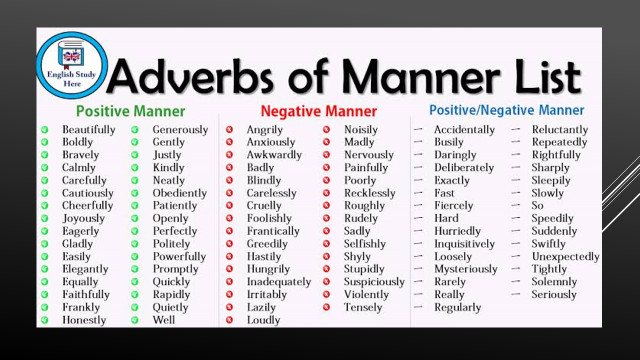 English Study
Here
Adverbs of Manner List
Positive Manner
Beautifully
Boldly
Bravely
Calmly
Carefully
Cautiously
Cheerfully
Joyously
Eagerly
Gladly
Easily
Elegantly
Equally
Faithfully
Frankly
Honestly
Generously
Gently
Justly
Kindly
Neatly
Obediently
Patiently
Openly
Perfectly
Politely
Powerfully
Promptly
Quickly
Rapidly
Quietly
Well
Negative Manner
Angrily
Anxiously
Awkwardly
Badly
Blindly
Carelessly
Cruelly
Foolishly
Frantically
Greedily
Hastily
Hungrily
Inadequately
Irritably
Lazily
Loudly
Noisily
Madly
Nervously
Painfully
Poorly
Recklessly
Roughly
Rudely
Sadly
Selfishly
Shyly
Stupidly
Suspiciously
Violently
Tensely
Positive/Negative Manner
Accidentally
Busily
Daringly
Deliberately
Exactly
Fast
Fiercely
Hard
Hurriedly
Inquisitively
Loosely
Mysteriously
Rarely
Really
Regularly
Reluctantly
Repeatedly
Rightfully
Sharply
Sleepily
Slowly
So
Speedily
Suddenly
Swiftly
Unexpectedly
Tightly
Solemnly
Seriously